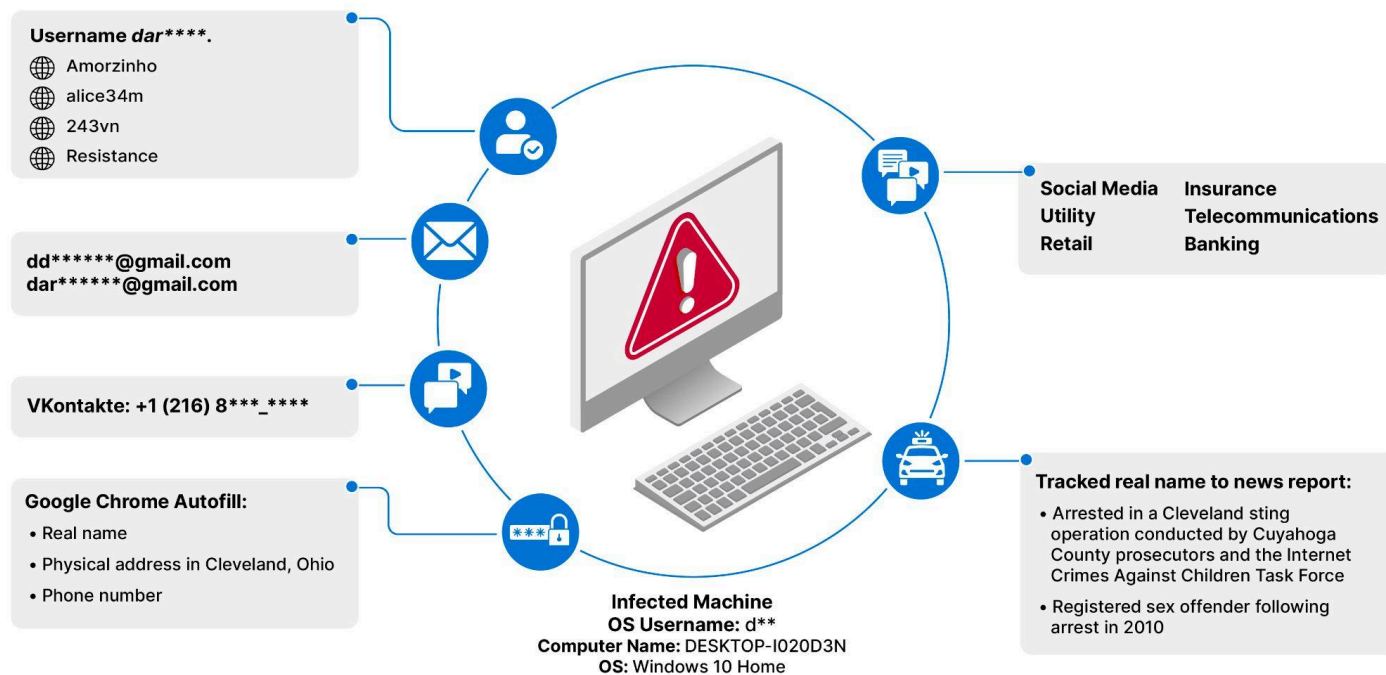 Username dar****.
Amorzinho
alice34m
243vn
Resistance
dd******@gmail.com
dar******@gmail.com
VKontakte: +1 (216) 8***_****
Google Chrome Autofill:
• Real name
• Physical address in Cleveland, Ohio
• Phone number
***
Infected Machine
OS Username: d**
Computer Name: DESKTOP-I020D3N
OS: Windows 10 Home
Social Media Insurance
Utility Telecommunications
Retail Banking
Tracked real name to news report:
• Arrested in a Cleveland sting
operation conducted by Cuyahoga
County prosecutors and the Internet
Crimes Against Children Task Force
• Registered sex offender following
arrest in 2010